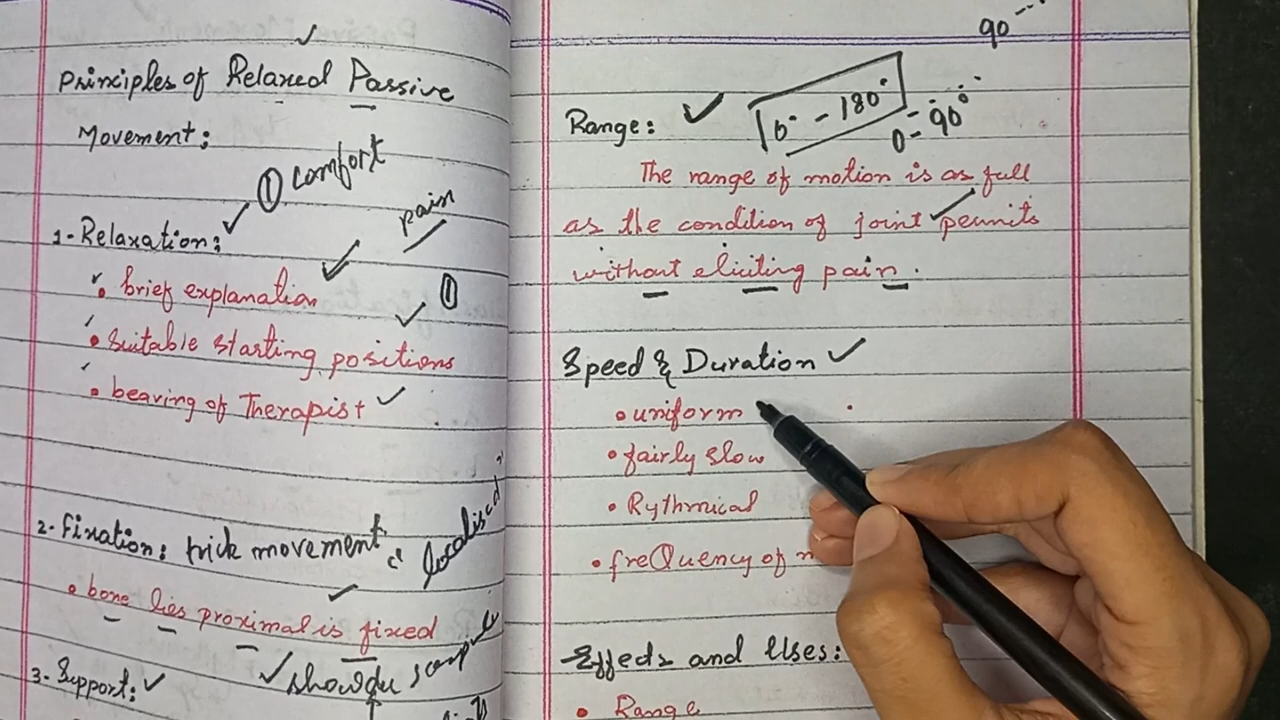 Principles of Relaxed Passive
Movement:
① comfort
pain
1- Relaxation:
• brief explanation
• Suitable starting positions
• bearing of Therapist
2- Fixation: trick movement
localised
• bone lies proximal is fixed
3- Support:
90
Range: 0° - 180°
0 - 90°
The range of motion is as full
as the condition of joint permits
without eliciting pain.
Speed & Duration
• uniform
• fairly slow
• Rythmical
• freQuency of
Effects and Uses:
• Range